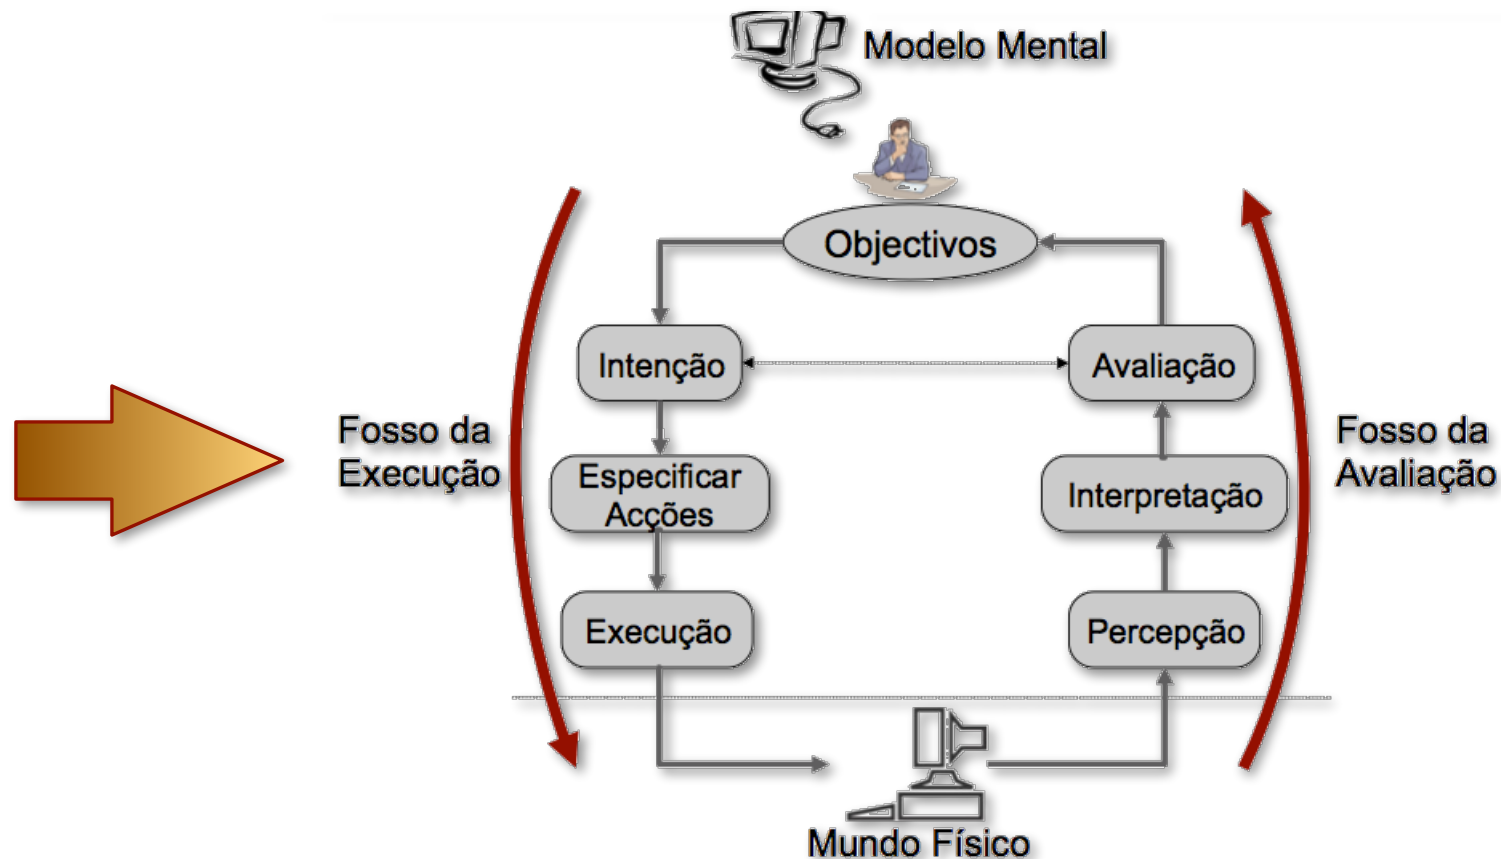 Modelo Mental
Objectivos
Intenção
Avaliação
Fosso da
Execução
Especificar
Acções
Interpretação
Fosso da
Avaliação
Execução
Percepção
Mundo Físico